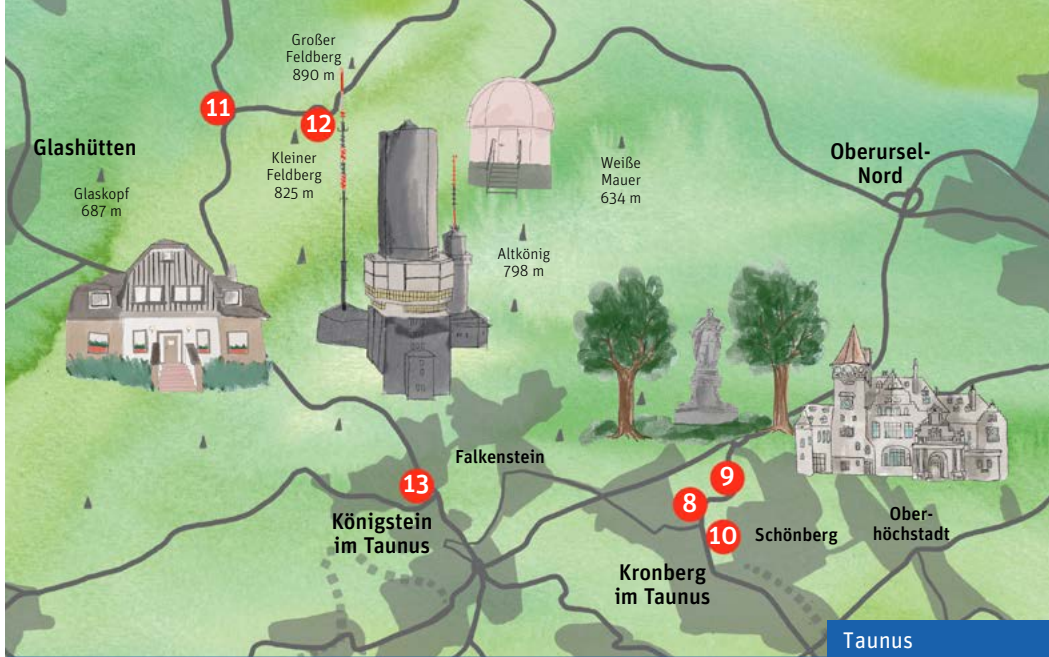 Großer
Feldberg
890 m
11
12
Glashütten
Kleiner
Feldberg
825 m
Glaskopf
687 m
Weiße
Mauer
634 m
Oberursel-
Nord
Altkönig
798 m
Falkenstein
13
Königstein
im Taunus
9
8
10
Schönberg
Ober-
höchstadt
Kronberg
im Taunus
Taunus